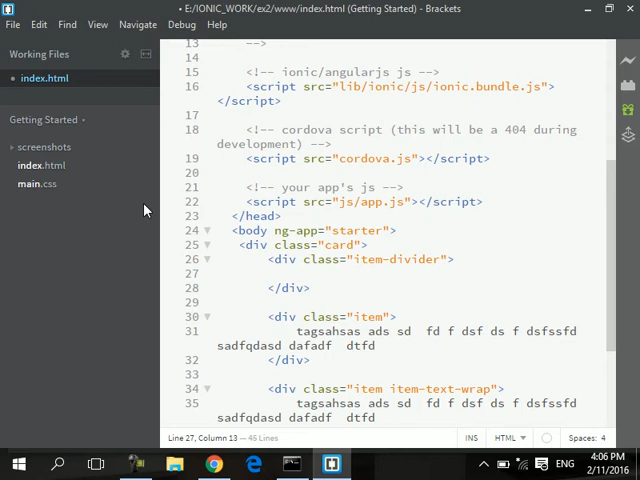 • E:/IONIC_WORK/ex2/www/index.html (Getting Started) - Brackets
File Edit Find View Navigate Debug Help
Working Files
• index.html
Getting Started
screenshots
index.html
main.css
13 -->
14
15 <!-- ionic/angularjs js -->
16 <script src="lib/ionic/js/ionic.bundle.js">
</script>
17
18 <!-- cordova script (this will be a 404 during
development) -->
19 <script src="cordova.js"></script>
20
21 <!-- your app's js -->
22 <script src="js/app.js"></script>
23 </head>
24 <body ng-app="starter">
25 <div class="card">
26 <div class="item-divider">
27
28 </div>
29
30 <div class="item">
31 tagsahsas ads sd fd f dsf ds f dsfssfd
sadfqdasd dafadf dtfd
32 </div>
33
34 <div class="item item-text-wrap">
35 tagsahsas ads sd fd f dsf ds f dsfssfd
sadfqdasd dafadf dtfd
Line 27, Column 13 — 45 Lines INS HTML Spaces: 4
ENG 4:06 PM
2/11/2016